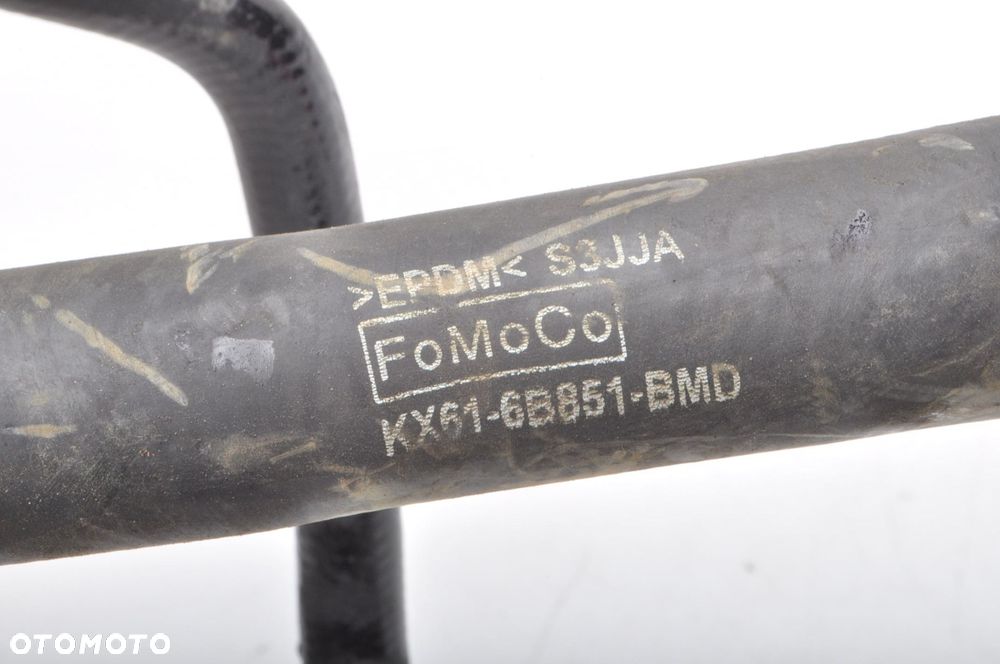 >EPDM< S3JJA
FoMoCo
KX61-6B851-BMD
OTOMOTO